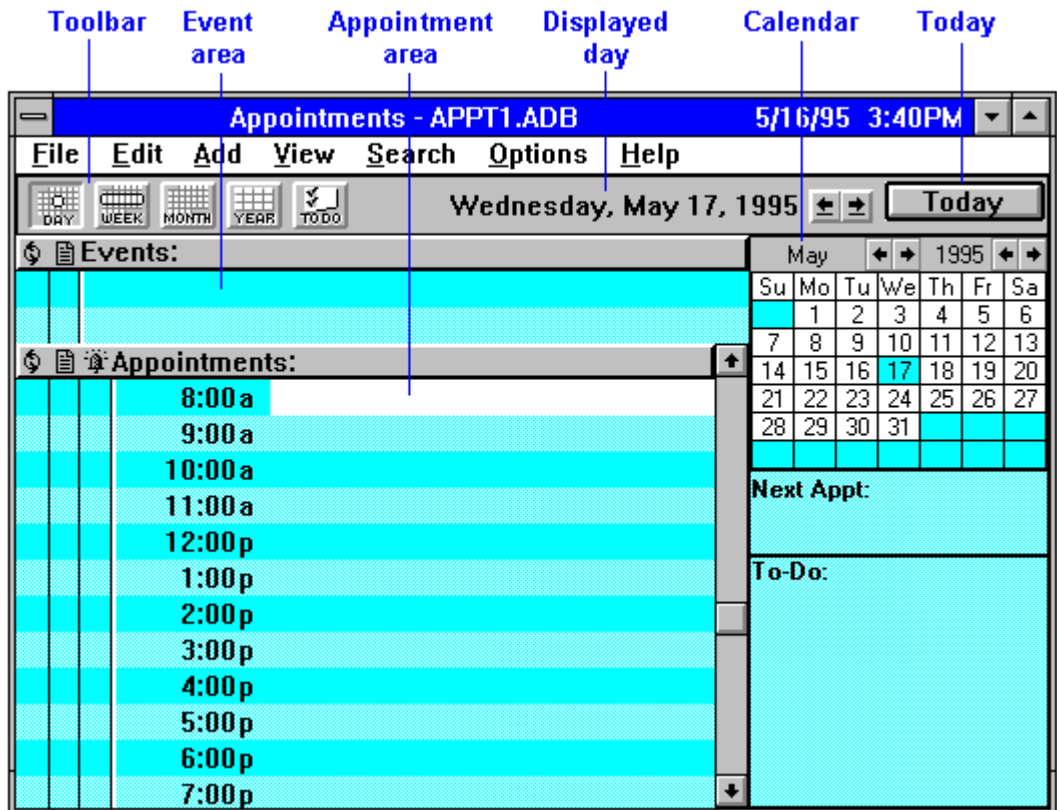 Toolbar Event area Appointment area Displayed day Calendar Today
Appointments - APPT1.ADB 5/16/95 3:40PM
File Edit Add View Search Options Help
DAY WEEK MONTH YEAR TODO Wednesday, May 17, 1995 Today
Events:
May 1995
Su Mo Tu We Th Fr Sa
1 2 3 4 5 6
7 8 9 10 11 12 13
14 15 16 17 18 19 20
21 22 23 24 25 26 27
28 29 30 31
Appointments:
8:00a
9:00a
10:00a
11:00a
12:00p
1:00p
2:00p
3:00p
4:00p
5:00p
6:00p
7:00p
Next Appt:
To-Do: